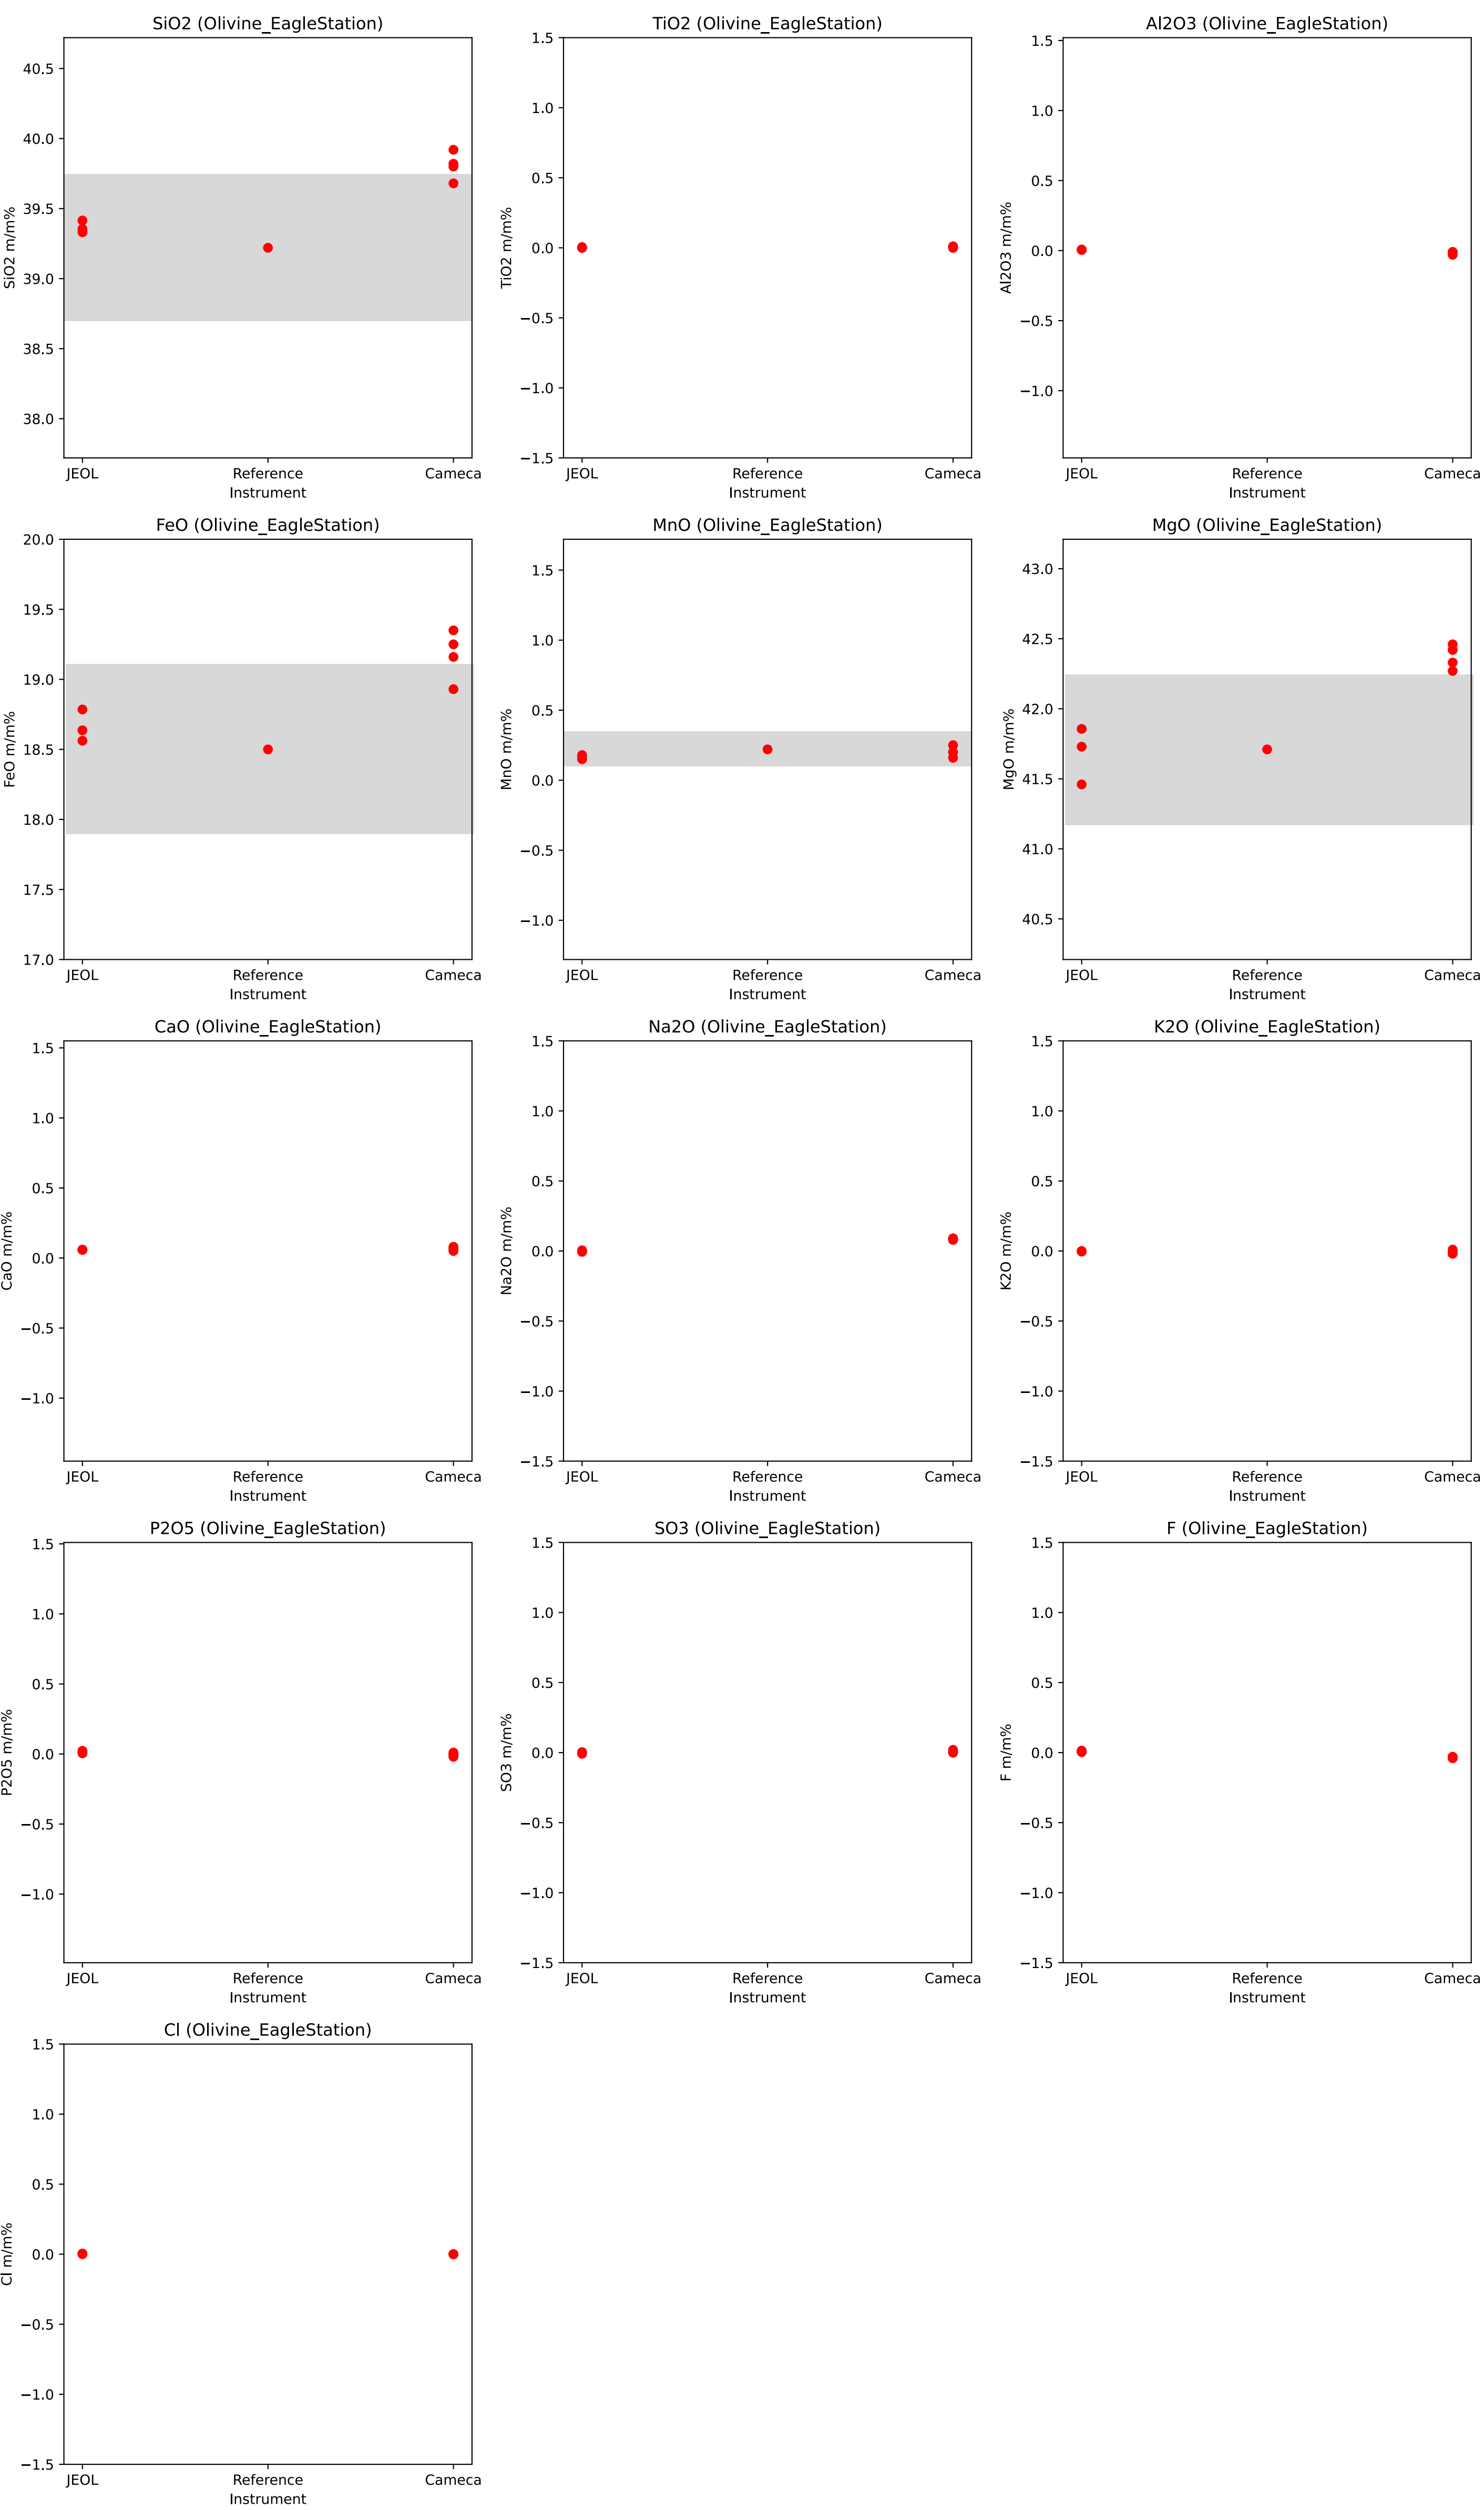 SiO2 (Olivine_EagleStation)
TiO2 (Olivine_EagleStation)
Al2O3 (Olivine_EagleStation)
SiO2 m/m%
40.5
40.0
39.5
39.0
38.5
38.0
JEOL
Reference
Cameca
Instrument
TiO2 m/m%
1.5
1.0
0.5
0.0
−0.5
−1.0
−1.5
JEOL
Reference
Cameca
Instrument
Al2O3 m/m%
1.5
1.0
0.5
0.0
−0.5
−1.0
JEOL
Reference
Cameca
Instrument
FeO (Olivine_EagleStation)
MnO (Olivine_EagleStation)
MgO (Olivine_EagleStation)
FeO m/m%
20.0
19.5
19.0
18.5
18.0
17.5
17.0
JEOL
Reference
Cameca
Instrument
MnO m/m%
1.5
1.0
0.5
0.0
−0.5
−1.0
JEOL
Reference
Cameca
Instrument
MgO m/m%
43.0
42.5
42.0
41.5
41.0
40.5
JEOL
Reference
Cameca
Instrument
CaO (Olivine_EagleStation)
Na2O (Olivine_EagleStation)
K2O (Olivine_EagleStation)
CaO m/m%
1.5
1.0
0.5
0.0
−0.5
−1.0
JEOL
Reference
Cameca
Instrument
Na2O m/m%
1.5
1.0
0.5
0.0
−0.5
−1.0
−1.5
JEOL
Reference
Cameca
Instrument
K2O m/m%
1.5
1.0
0.5
0.0
−0.5
−1.0
−1.5
JEOL
Reference
Cameca
Instrument
P2O5 (Olivine_EagleStation)
SO3 (Olivine_EagleStation)
F (Olivine_EagleStation)
P2O5 m/m%
1.5
1.0
0.5
0.0
−0.5
−1.0
JEOL
Reference
Cameca
Instrument
SO3 m/m%
1.5
1.0
0.5
0.0
−0.5
−1.0
−1.5
JEOL
Reference
Cameca
Instrument
F m/m%
1.5
1.0
0.5
0.0
−0.5
−1.0
−1.5
JEOL
Reference
Cameca
Instrument
Cl (Olivine_EagleStation)
Cl m/m%
1.5
1.0
0.5
0.0
−0.5
−1.0
−1.5
JEOL
Reference
Cameca
Instrument